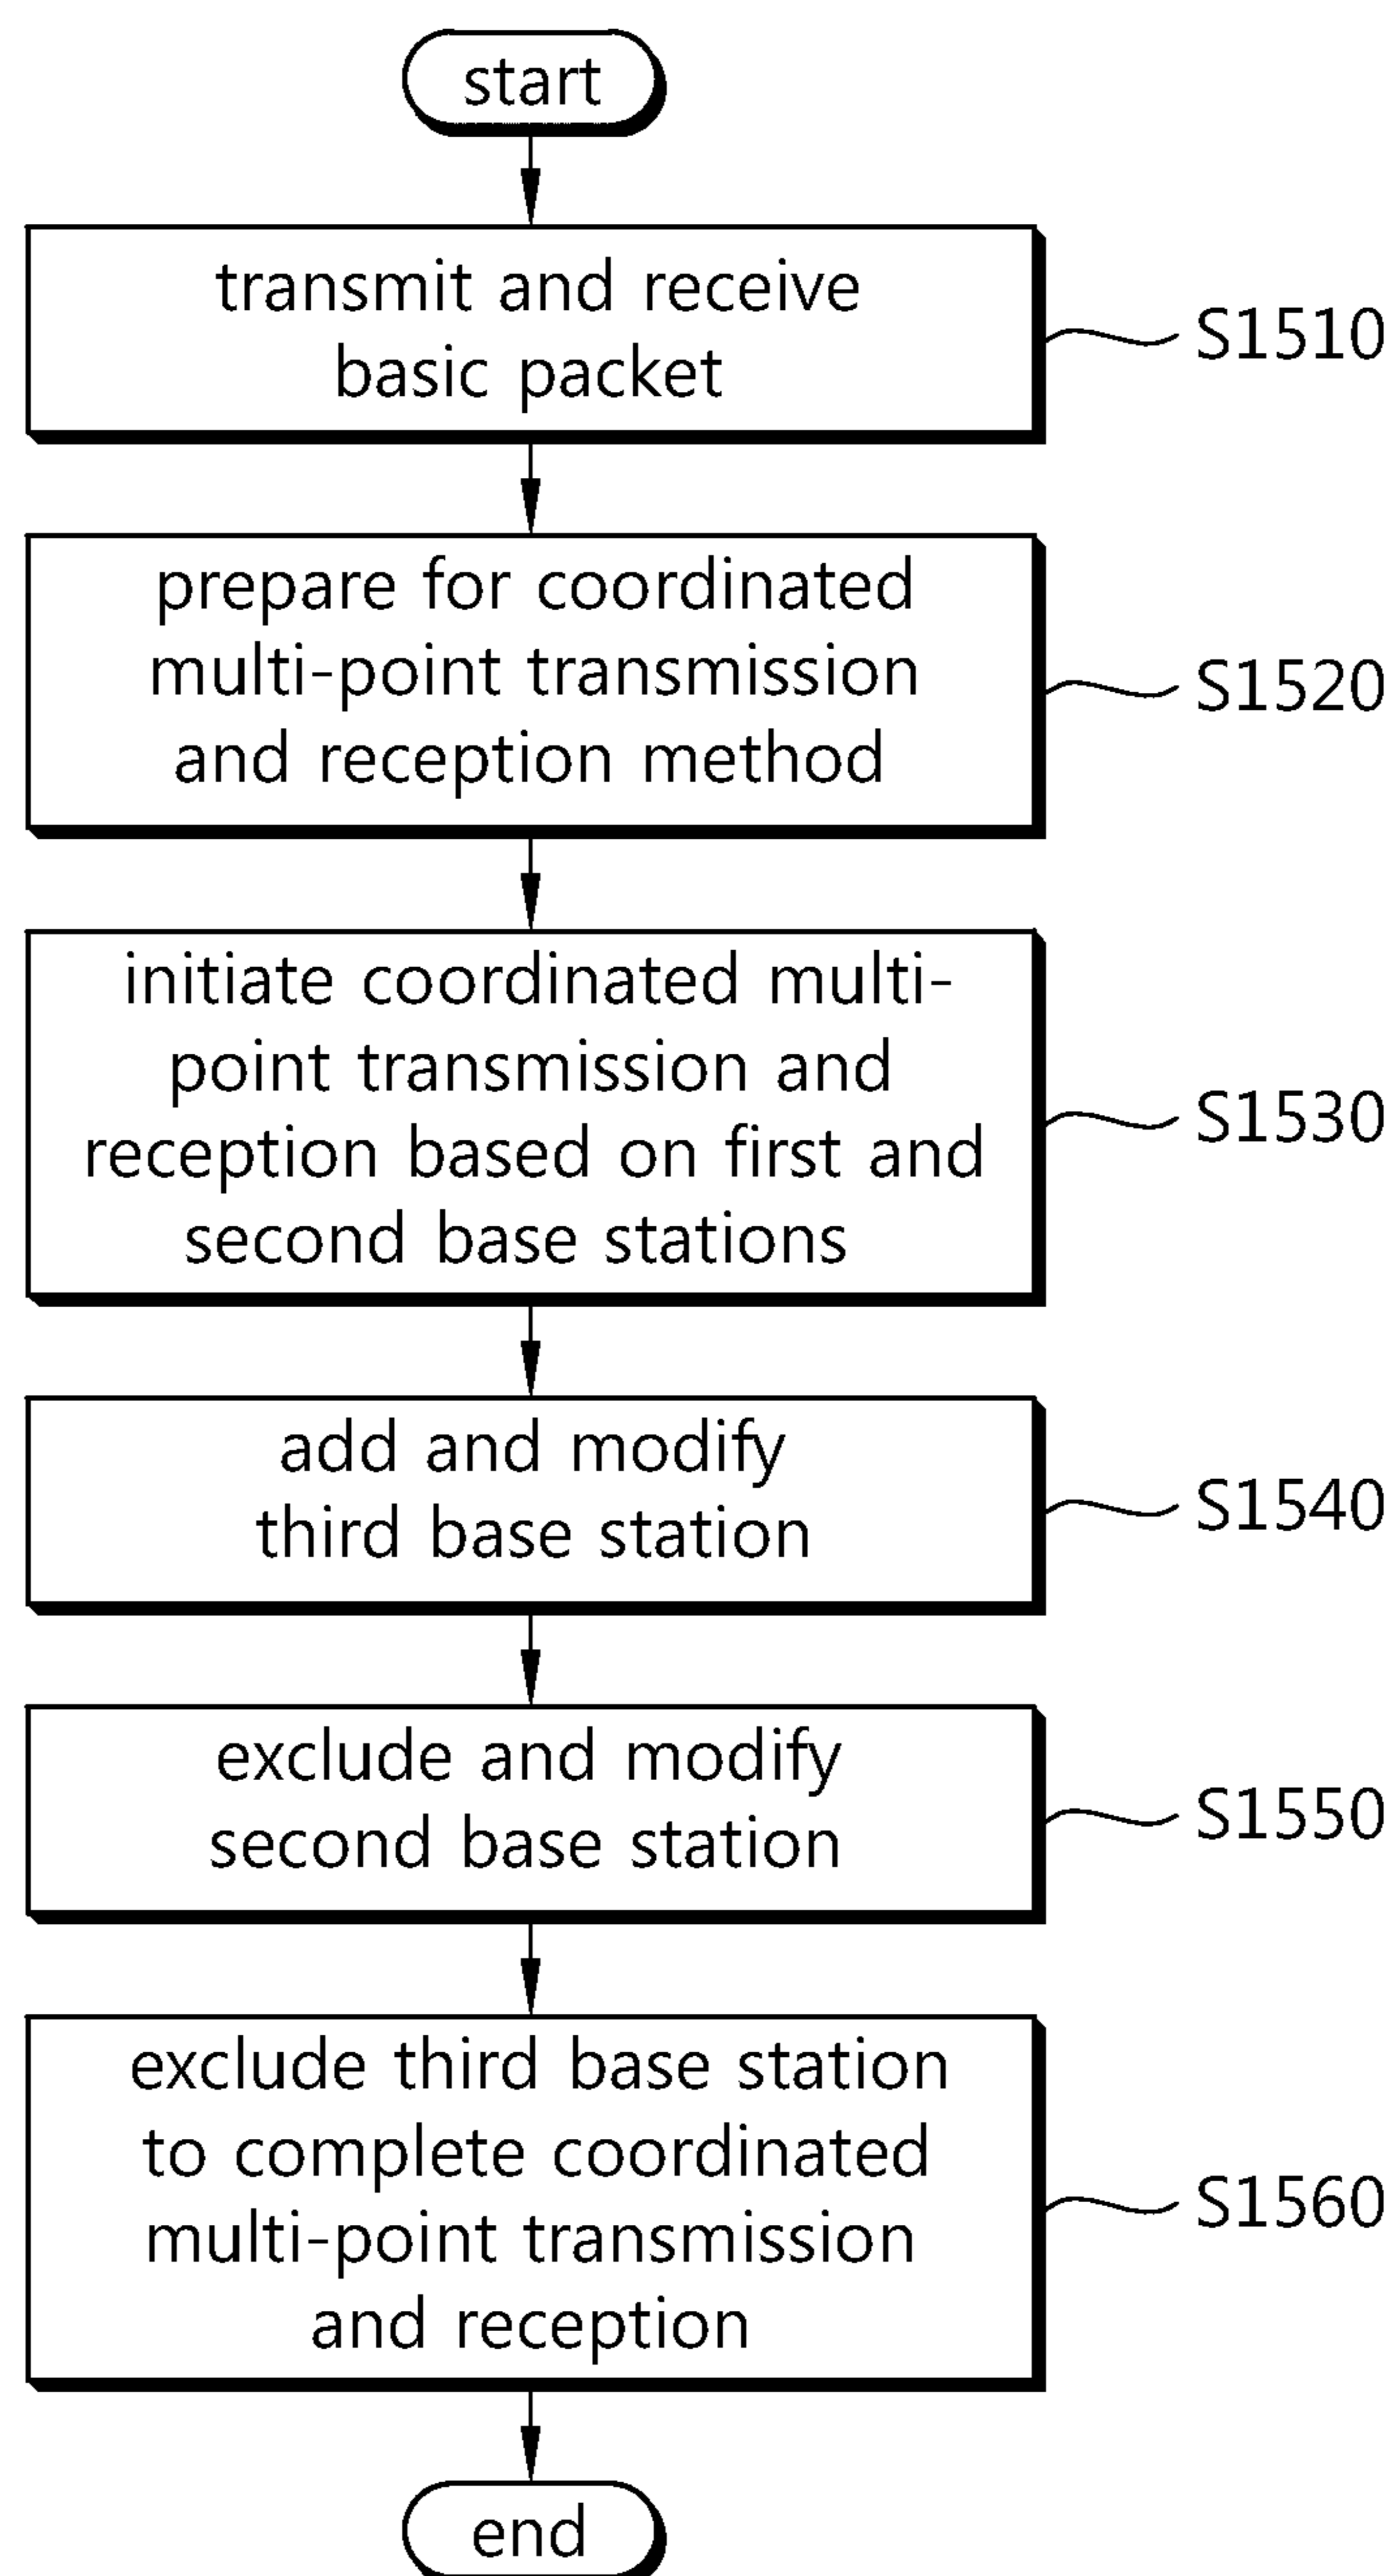 start
transmit and receive
basic packet
S1510
prepare for coordinated
multi-point transmission
and reception method
S1520
initiate coordinated multi-
point transmission and
reception based on first and
second base stations
S1530
add and modify
third base station
S1540
exclude and modify
second base station
S1550
exclude third base station
to complete coordinated
multi-point transmission
and reception
S1560
end